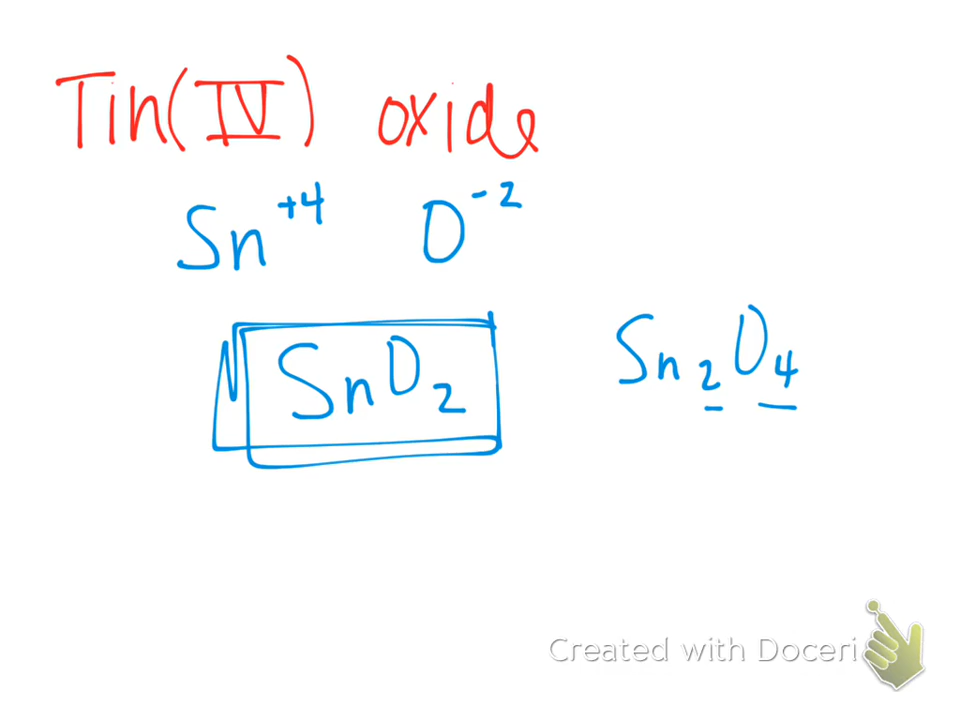 Tin(IV) oxide
Sn⁺⁴ O⁻²
SnO₂ Sn₂O₄
Created with Doceri